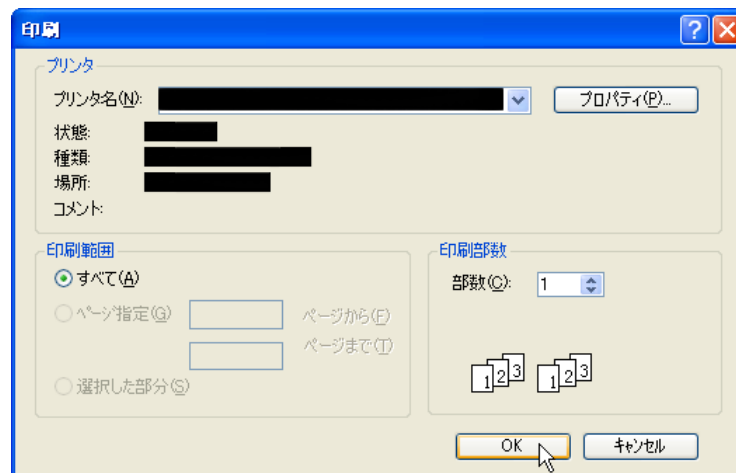 印刷
プリンタ
プリンタ名(N):
プロパティ(P)...
状態:
種類:
場所:
コメント:
印刷範囲
すべて(A)
ページ指定(G)
ページから(F)
ページまで(T)
選択した部分(S)
印刷部数
部数(C): 1
1 2 3 1 2 3
OK
キャンセル